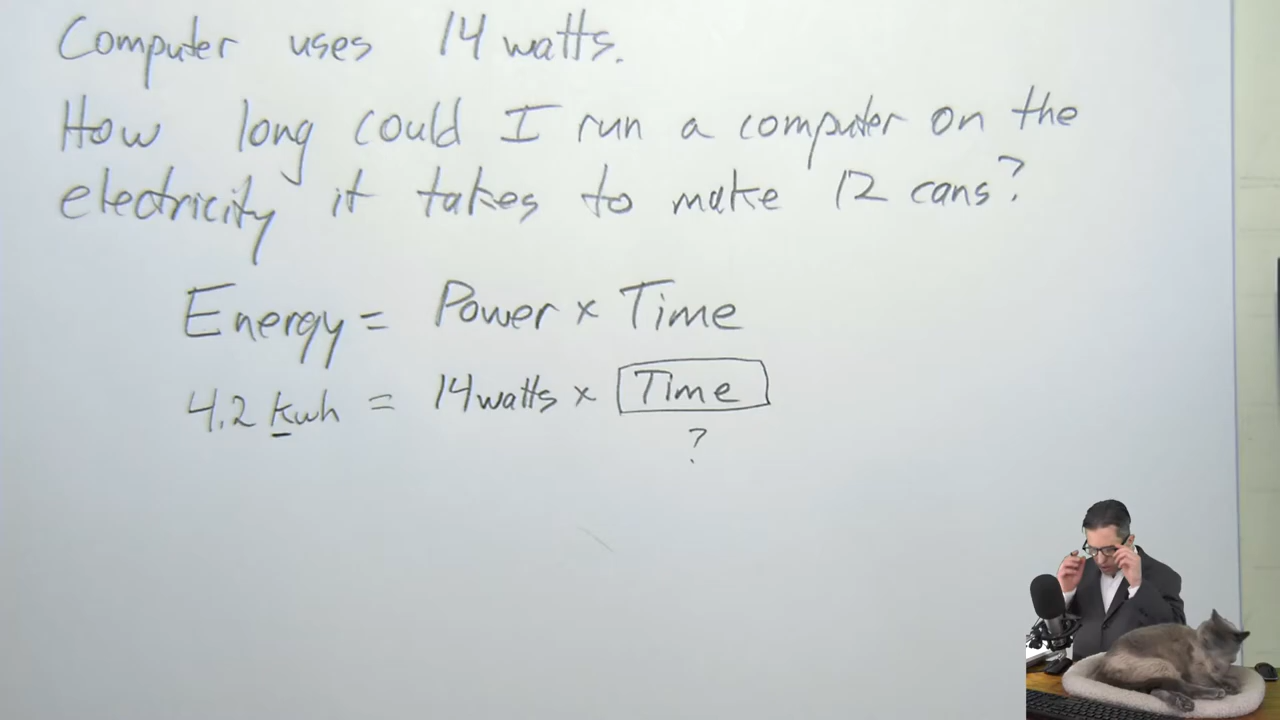 Computer uses 14 watts.
How long could I run a computer on the
electricity it takes to make 12 cans?
Energy = Power × Time
4.2 kwh = 14 watts × Time
?